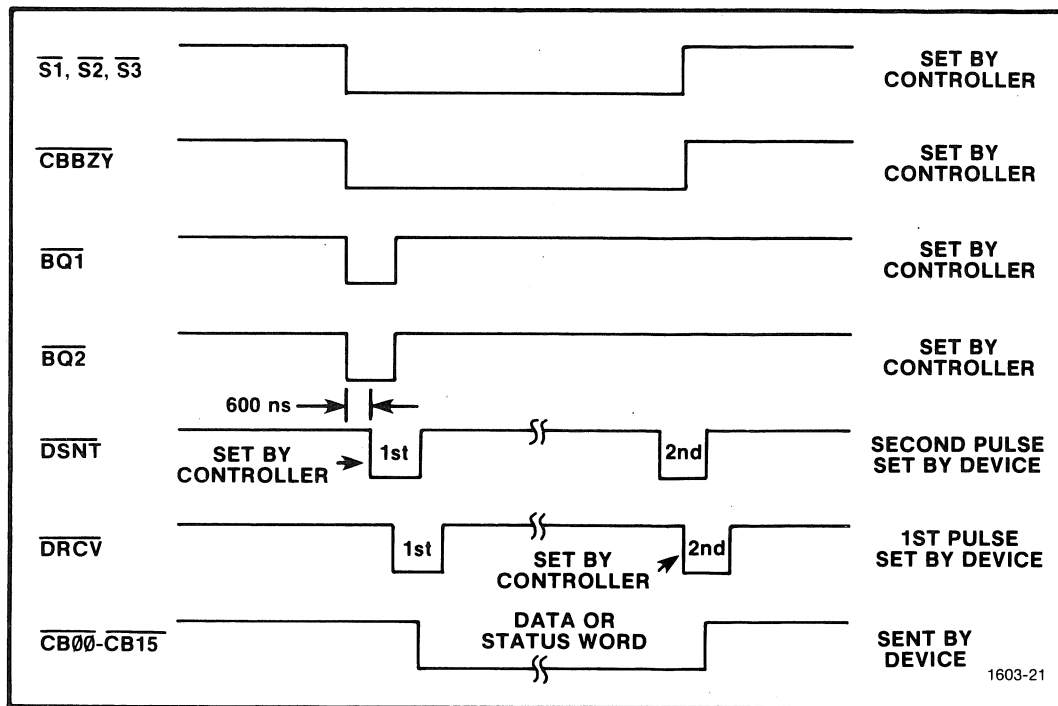 S1, S2, S3
SET BY
CONTROLLER
CBBZY
SET BY
CONTROLLER
BQ1
SET BY
CONTROLLER
BQ2
SET BY
CONTROLLER
600 ns
DSNT
SET BY
CONTROLLER
1st
2nd
SECOND PULSE
SET BY DEVICE
DRCV
1st
SET BY
CONTROLLER
2nd
1ST PULSE
SET BY DEVICE
CBØØ-CB15
DATA OR
STATUS WORD
SENT BY
DEVICE
1603-21